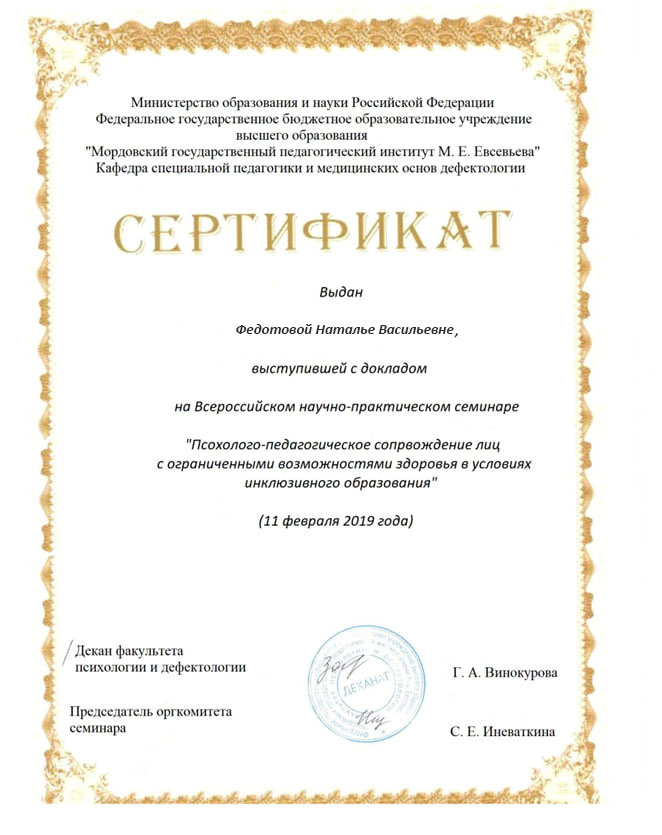 Министерство образования и науки Российской Федерации
Федеральное государственное бюджетное образовательное учреждение
высшего образования
"Мордовский государственный педагогический институт М. Е. Евсевьева"
Кафедра специальной педагогики и медицинских основ дефектологии
СЕРТИФИКАТ
Выдан
Федотовой Наталье Васильевне,
выступившей с докладом
на Всероссийском научно-практическом семинаре
"Психолого-педагогическое сопрвождение лиц
с ограниченными возможностями здоровья в условиях
инклюзивного образования"
(11 февраля 2019 года)
Декан факультета
психологии и дефектологии
Г. А. Винокурова
ДЕКАНАТ
Председатель оргкомитета
семинара
С. Е. Иневаткина